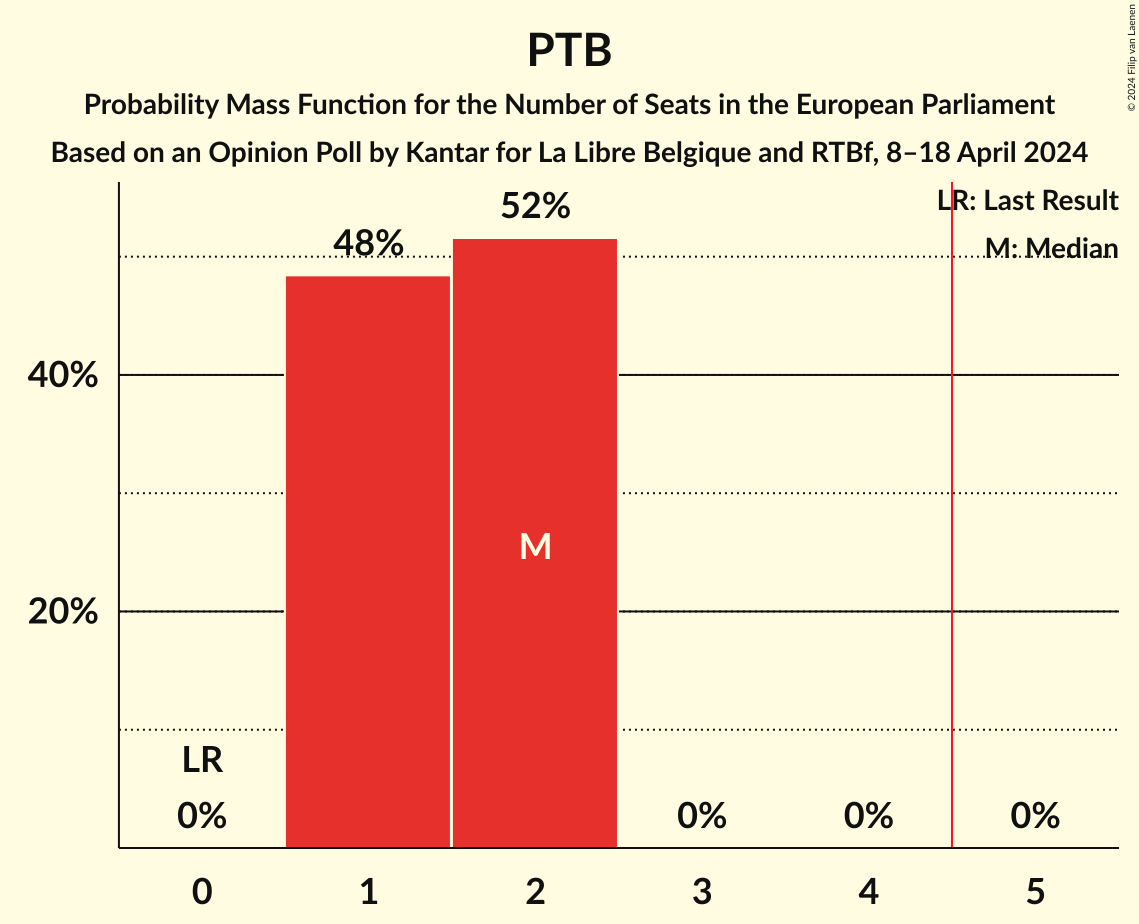 PTB
Probability Mass Function for the Number of Seats in the European Parliament
Based on an Opinion Poll by Kantar for La Libre Belgique and RTBf, 8–18 April 2024
© 2024 Filip van Laenen
LR: Last Result
M: Median
52%
48%
40%
20%
M
LR
0%
0%
0%
0%
0
1
2
3
4
5